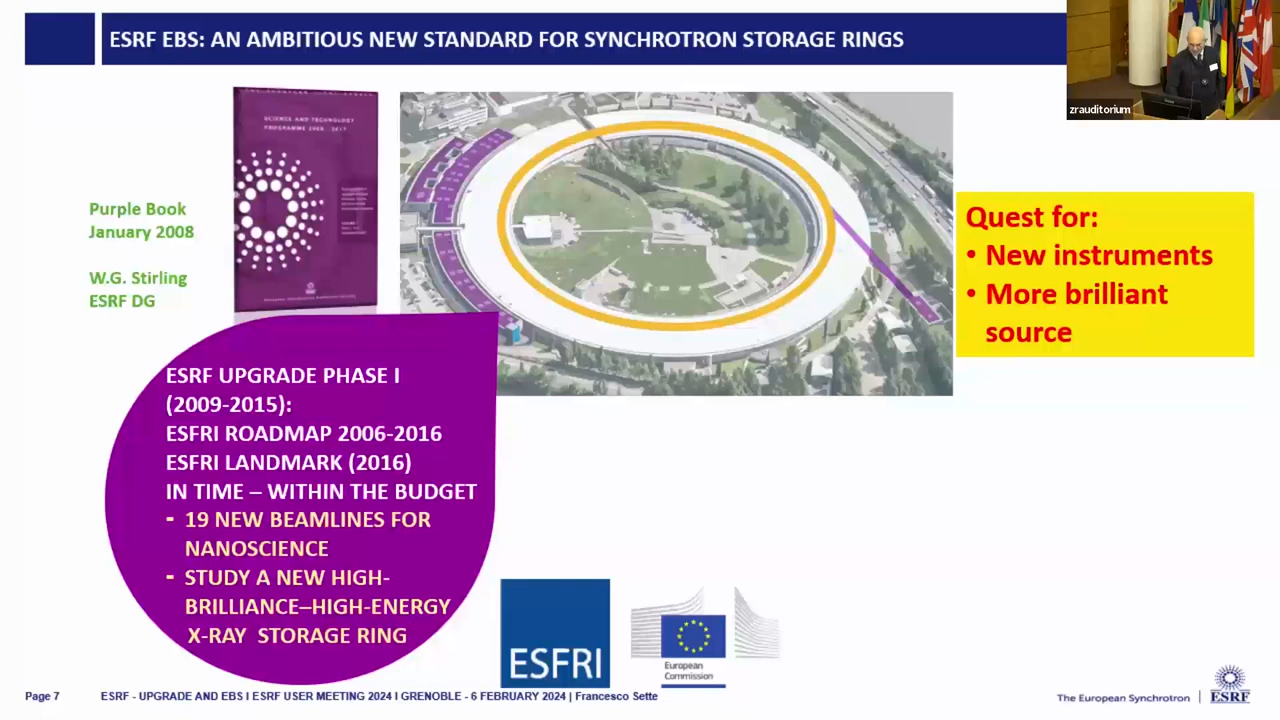 ESRF EBS: AN AMBITIOUS NEW STANDARD FOR SYNCHROTRON STORAGE RINGS
zrauditorium
SCIENCE AND TECHNOLOGY
PROGRAMME 2008 - 2017
Purple Book
January 2008
W.G. Stirling
ESRF DG
Quest for:
• New instruments
• More brilliant
source
ESRF UPGRADE PHASE I
(2009-2015):
ESFRI ROADMAP 2006-2016
ESFRI LANDMARK (2016)
IN TIME – WITHIN THE BUDGET
- 19 NEW BEAMLINES FOR
NANOSCIENCE
- STUDY A NEW HIGH-
BRILLIANCE–HIGH-ENERGY
X-RAY STORAGE RING
ESFRI
European
Commission
Page 7
ESRF - UPGRADE AND EBS I ESRF USER MEETING 2024 I GRENOBLE - 6 FEBRUARY 2024 | Francesco Sette
The European Synchrotron
ESRF